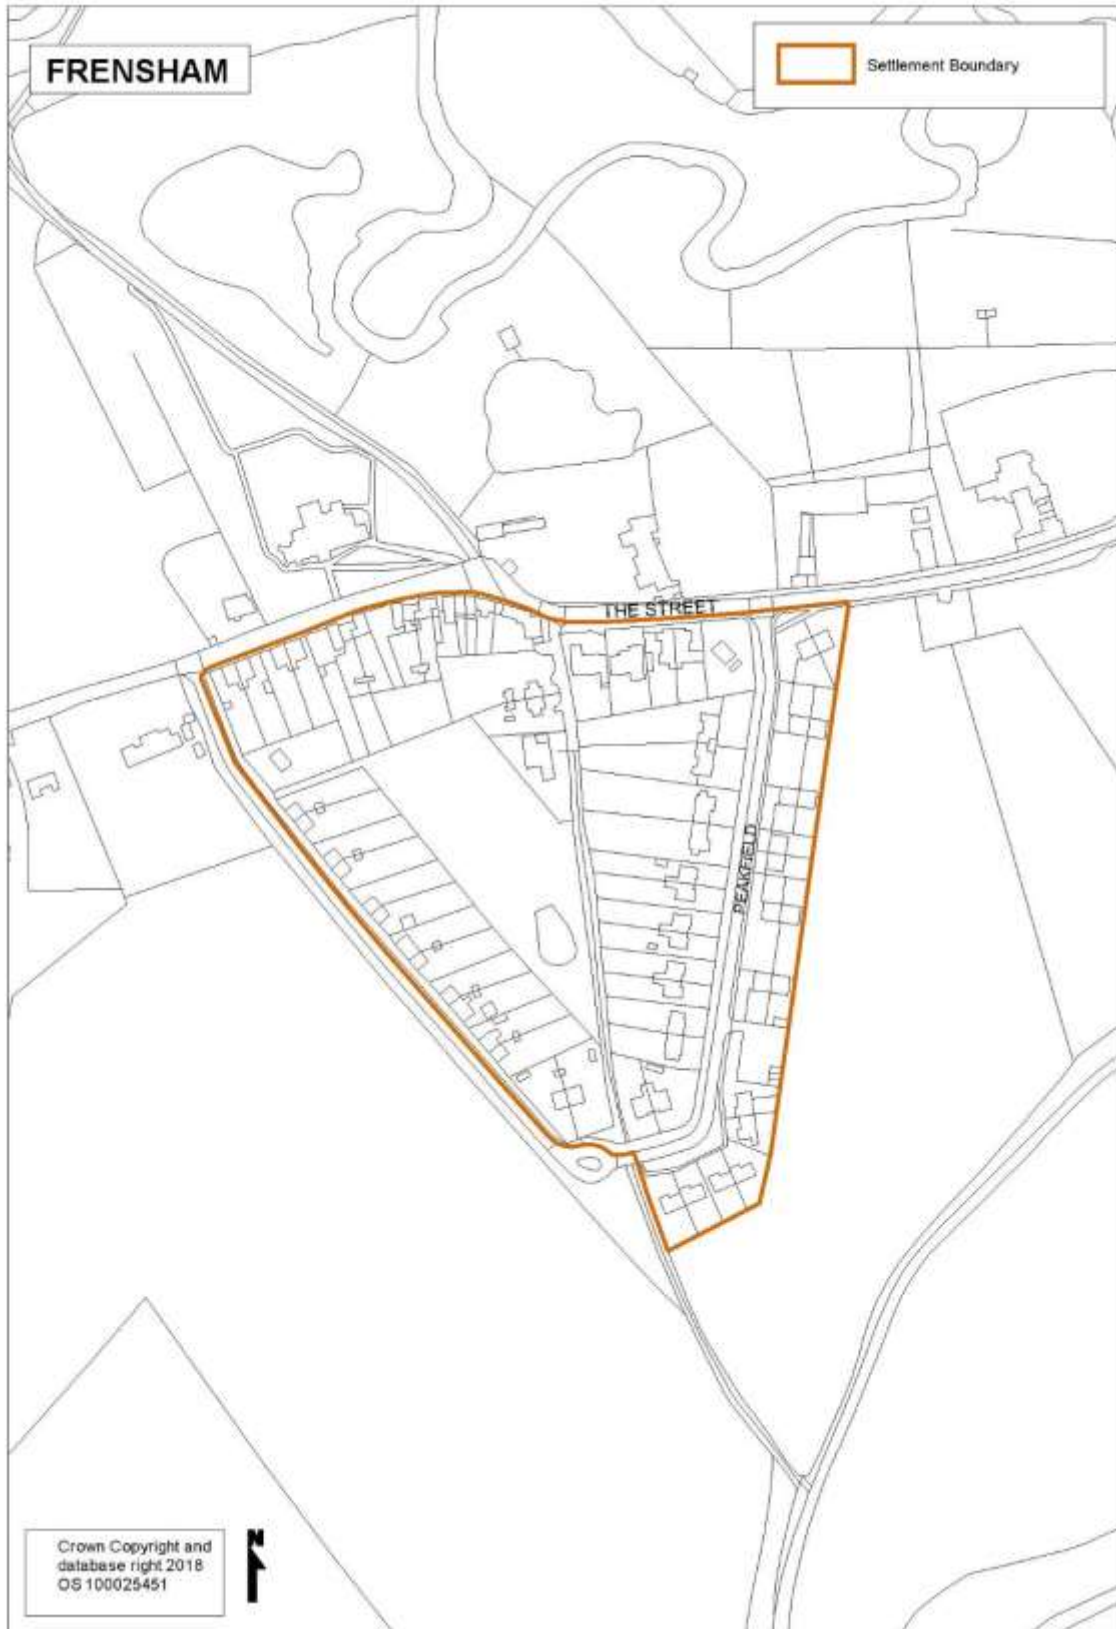 FRENSHAM
Settlement Boundary
THE STREET
PEAKFIELD
Crown Copyright and
database right 2018
OS 100025451
N